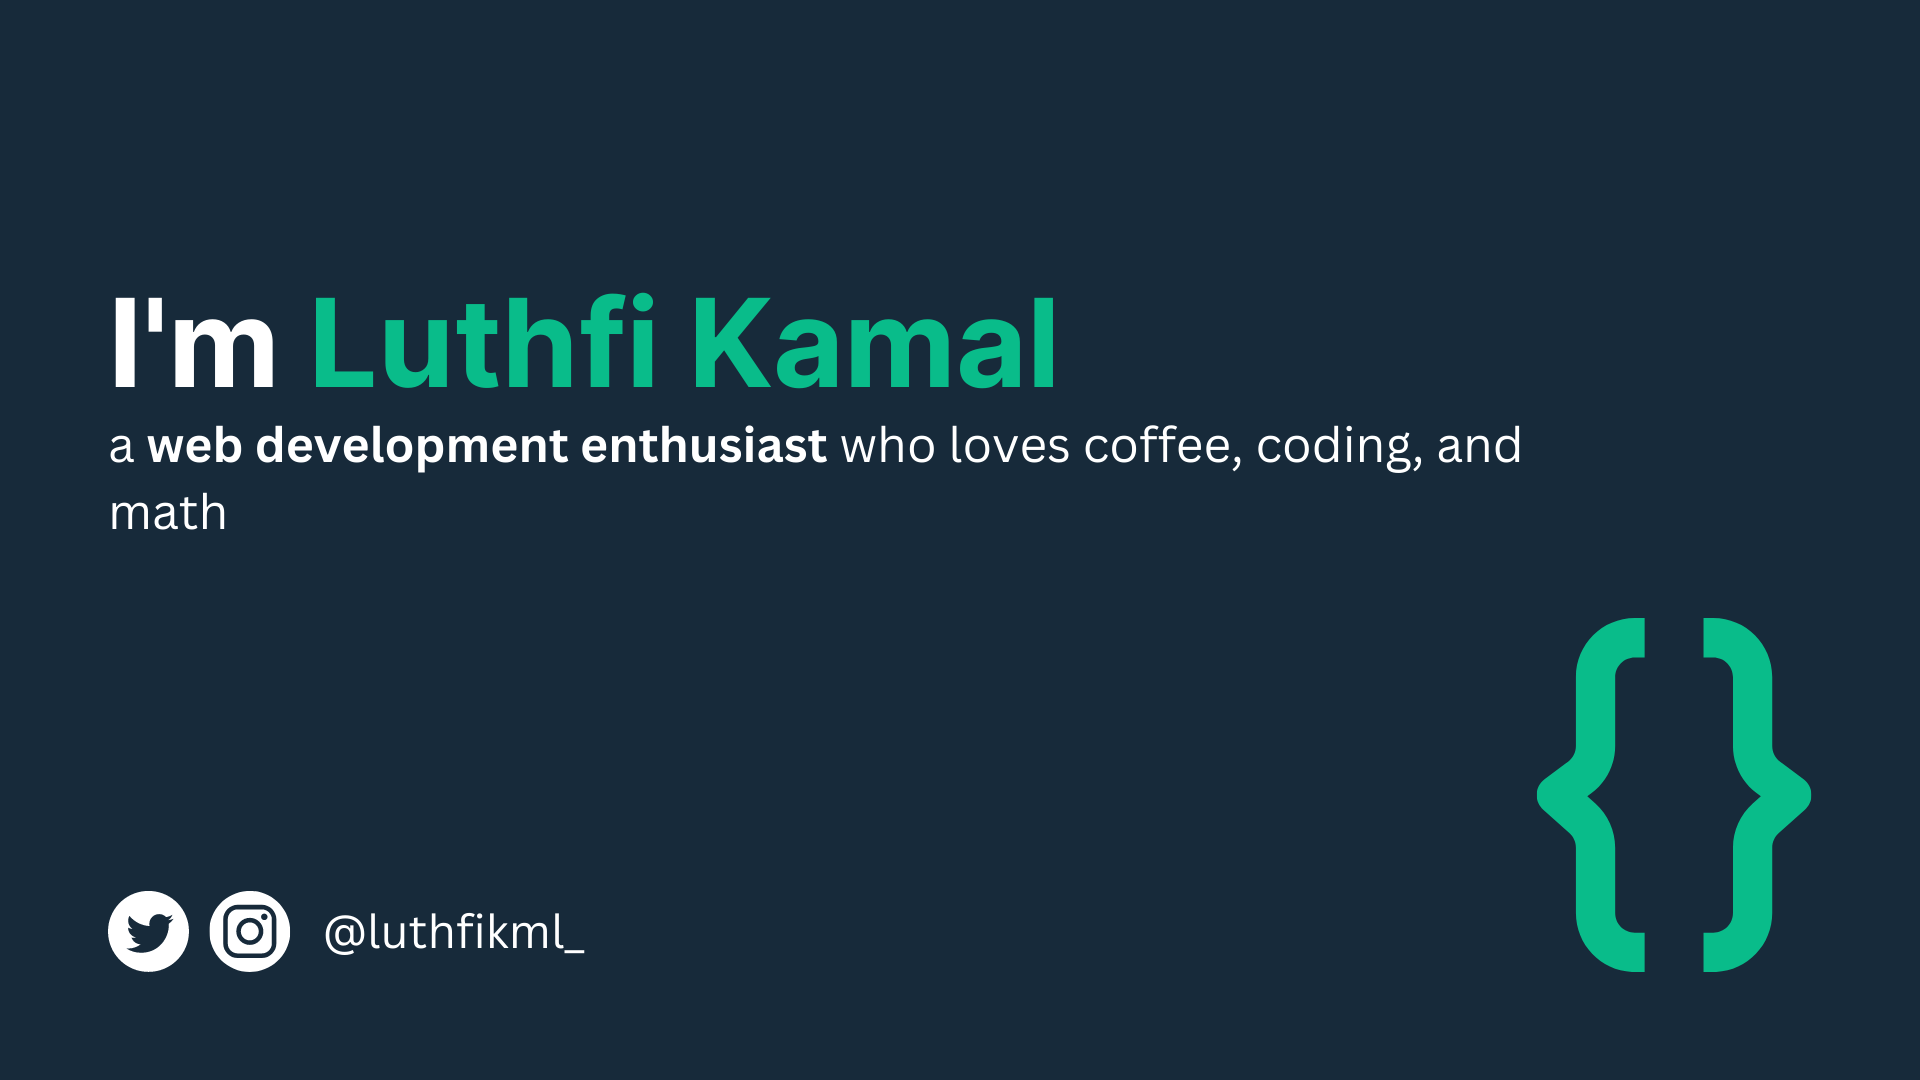 I'm Luthfi Kamal
a web development enthusiast who loves coffee, coding, and
math
{ }
@luthfikml_